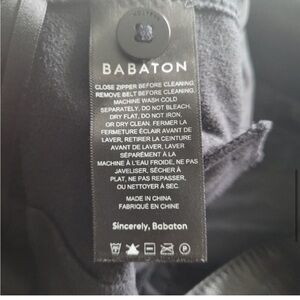 BABATON
CLOSE ZIPPER BEFORE CLEANING.
REMOVE BELT BEFORE CLEANING.
MACHINE WASH COLD
SEPARATELY. DO NOT BLEACH.
DRY FLAT, DO NOT IRON,
OR DRY CLEAN. FERMER LA
FERMETURE ÉCLAIR AVANT DE
LAVER, RETIRER LA CEINTURE
AVANT DE LAVER, LAVER
SÉPARÉMENT À LA
MACHINE À L'EAU FROIDE, NE PAS
JAVELISER, SÉCHER À
PLAT, NE PAS REPASSER,
OU NETTOYER À SEC.
MADE IN CHINA
FABRIQUÉ EN CHINE
Sincerely, Babaton